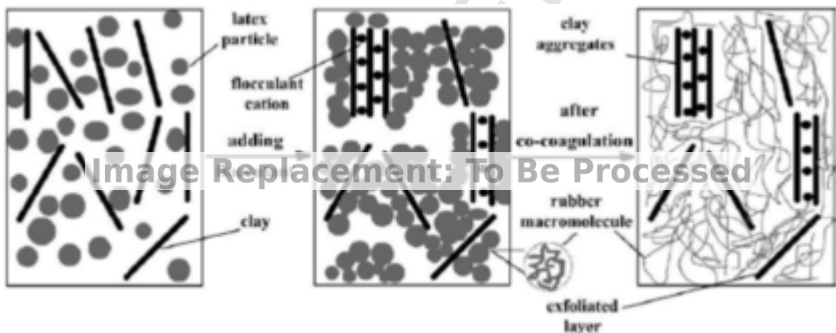 latex
particle
flocculant
cation
clay
aggregates
adding
after
co-coagulation
Image Replacement: To Be Processed
clay
rubber
macromolecule
exfoliated
layer